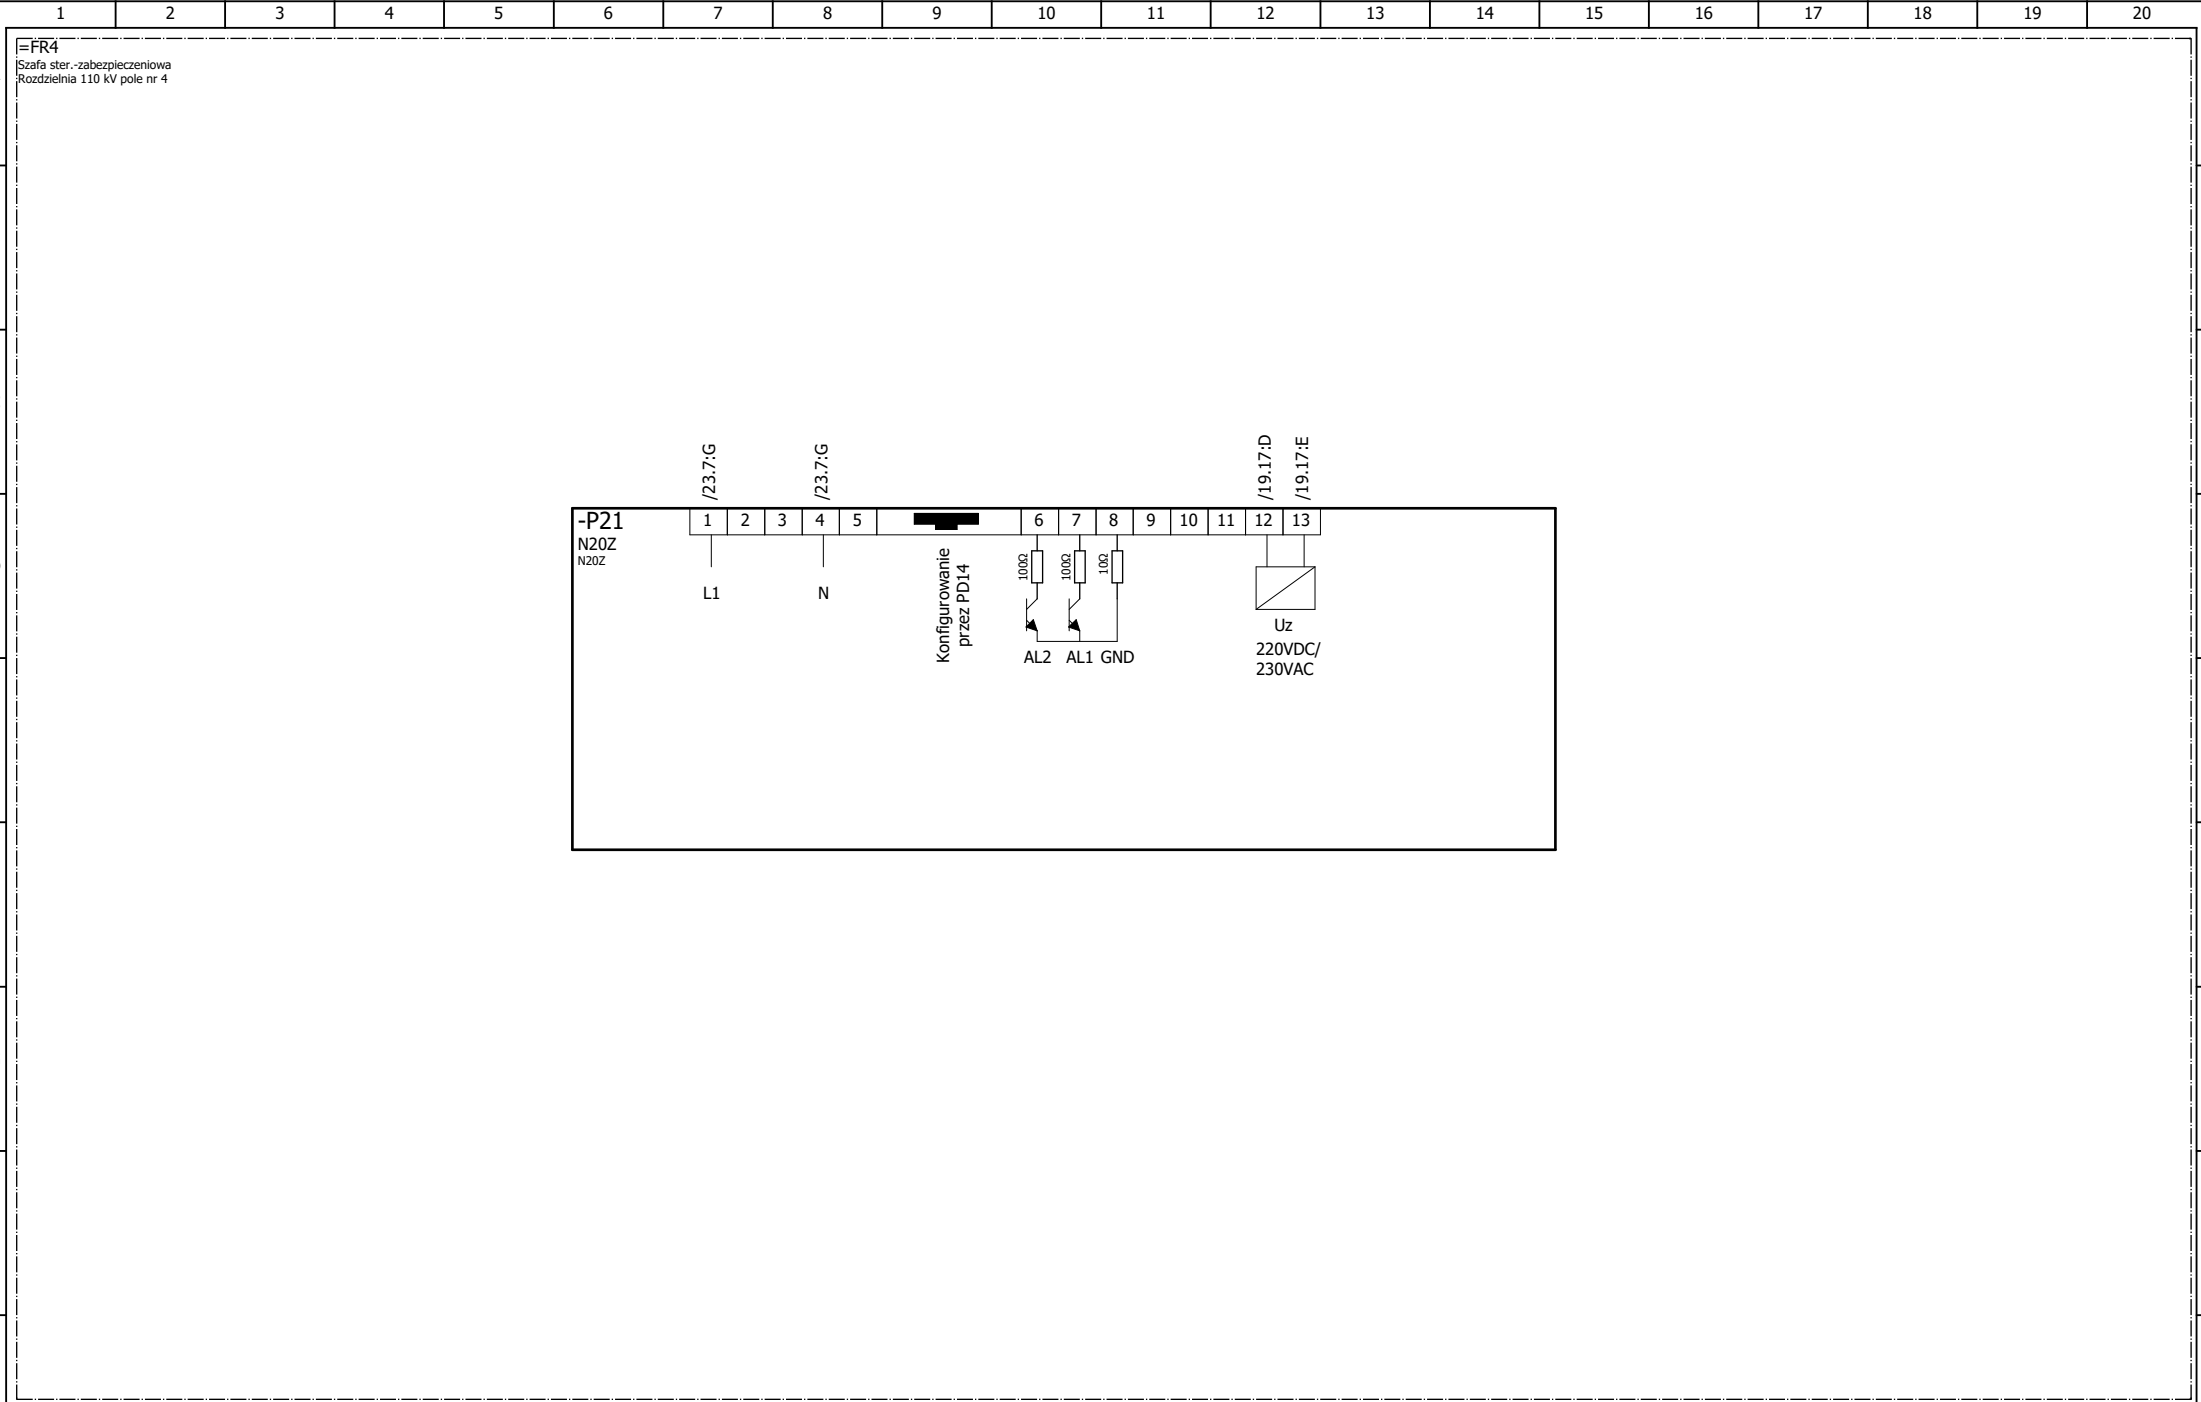 1 2 3 4 5 6 7 8 9 10 11 12 13 14 15 16 17 18 19 20
=FR4
Szafa ster.-zabezpieczeniowa
Rozdzielnia 110 kV pole nr 4
/23.7:G /23.7:G /19.17:D /19.17:E
-P21 1 2 3 4 5 6 7 8 9 10 11 12 13
N20Z
N20Z
100Ω 100Ω 10Ω
L1 N
Konfigurowanie
przez PD14
Uz
220VDC/
230VAC
AL2 AL1 GND